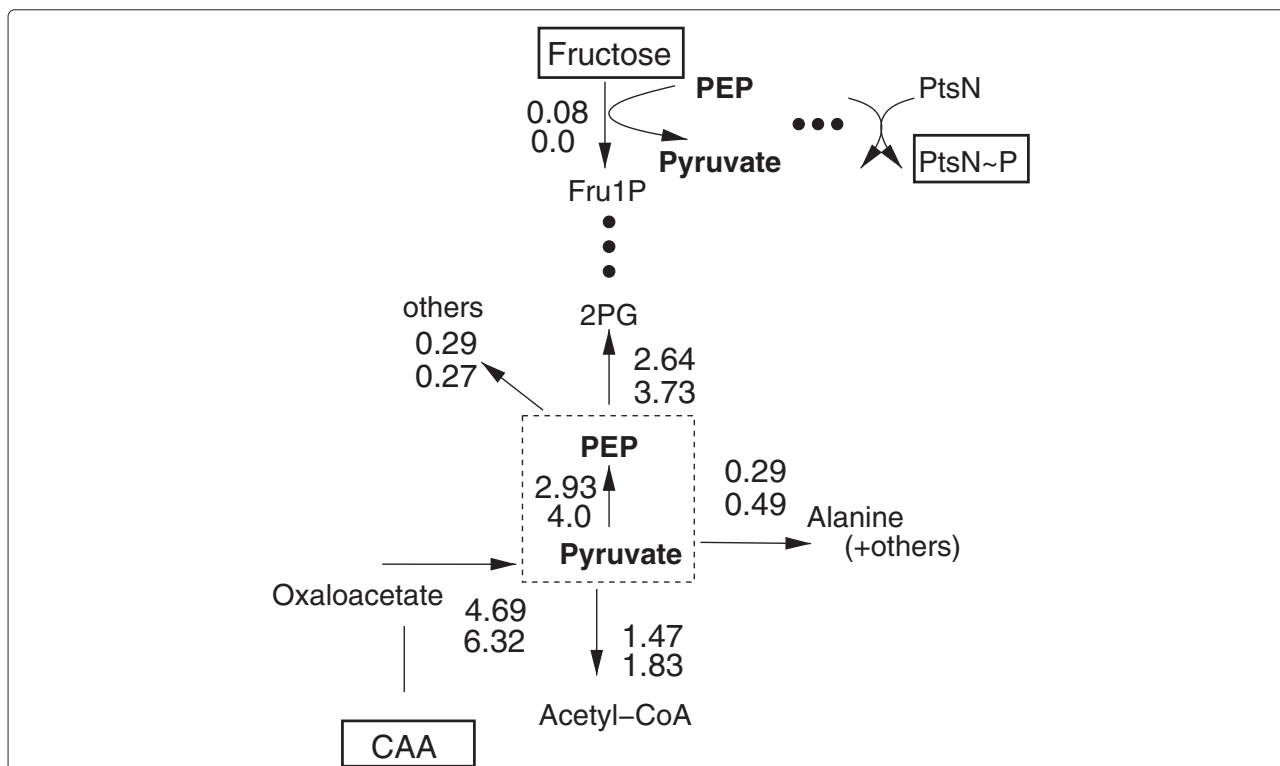 Fructose
PEP
PtsN
0.08
0.0
Pyruvate
PtsN~P
Fru1P
others
2PG
0.29
0.27
2.64
3.73
PEP
2.93
4.0
0.29
0.49
Alanine
(+others)
Pyruvate
Oxaloacetate
4.69
6.32
1.47
1.83
Acetyl–CoA
CAA